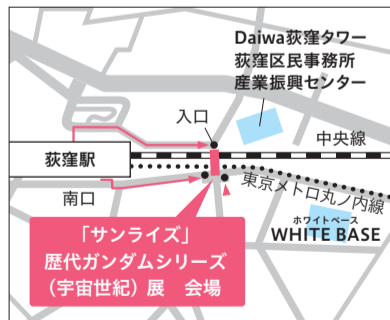 Daiwa荻窪タワー
荻窪区民事務所
産業振興センター
入口
中央線
荻窪駅
東京メトロ丸ノ内線
南口
ホワイトベース
WHITE BASE
「サンライズ」
歴代ガンダムシリーズ
（宇宙世紀）展　会場